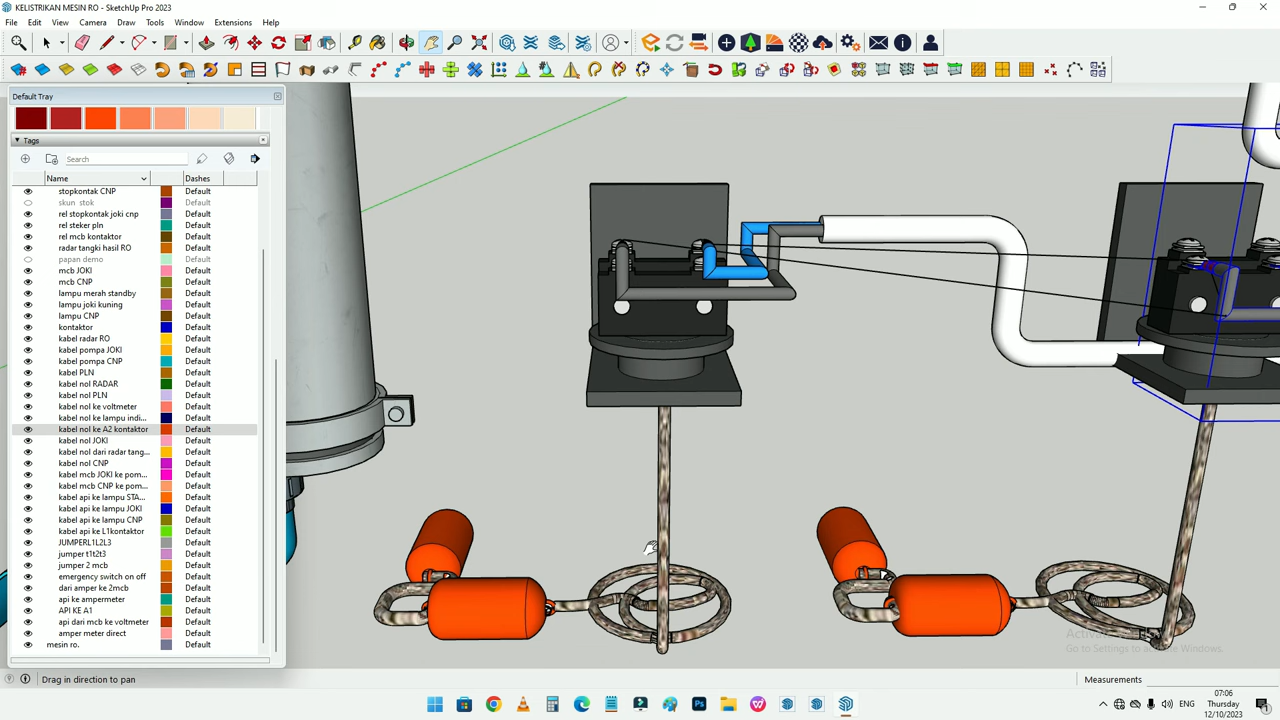 KELISTRIKAN MESIN RO - SketchUp Pro 2023
File Edit View Camera Draw Tools Window Extensions Help
Default Tray
Tags
Search
Name Dashes
stopkontak CNP Default
skun stok Default
rel stopkontak joki cnp Default
rel steker pln Default
rel mcb kontaktor Default
radar tangki hasil RO Default
papan demo Default
mcb JOKI Default
mcb CNP Default
lampu merah standby Default
lampu joki kuning Default
lampu CNP Default
kontaktor Default
kabel radar RO Default
kabel pompa JOKI Default
kabel pompa CNP Default
kabel PLN Default
kabel nol RADAR Default
kabel nol PLN Default
kabel nol ke voltmeter Default
kabel nol ke lampu indi... Default
kabel nol ke A2 kontaktor Default
kabel nol JOKI Default
kabel nol dari radar tang... Default
kabel nol CNP Default
kabel mcb JOKI ke pom... Default
kabel mcb CNP ke pom... Default
kabel api ke lampu STA... Default
kabel api ke lampu JOKI Default
kabel api ke lampu CNP Default
kabel api ke L1kontaktor Default
JUMPERL1L2L3 Default
jumper t1t2t3 Default
jumper 2 mcb Default
emergency switch on off Default
dari amper ke 2mcb Default
api ke ampermeter Default
API KE A1 Default
api dari mcb ke voltmeter Default
amper meter direct Default
mesin ro. Default
Go to Settings to activate Windows.
Drag in direction to pan
Measurements
ENG
07:06
Thursday
12/10/2023